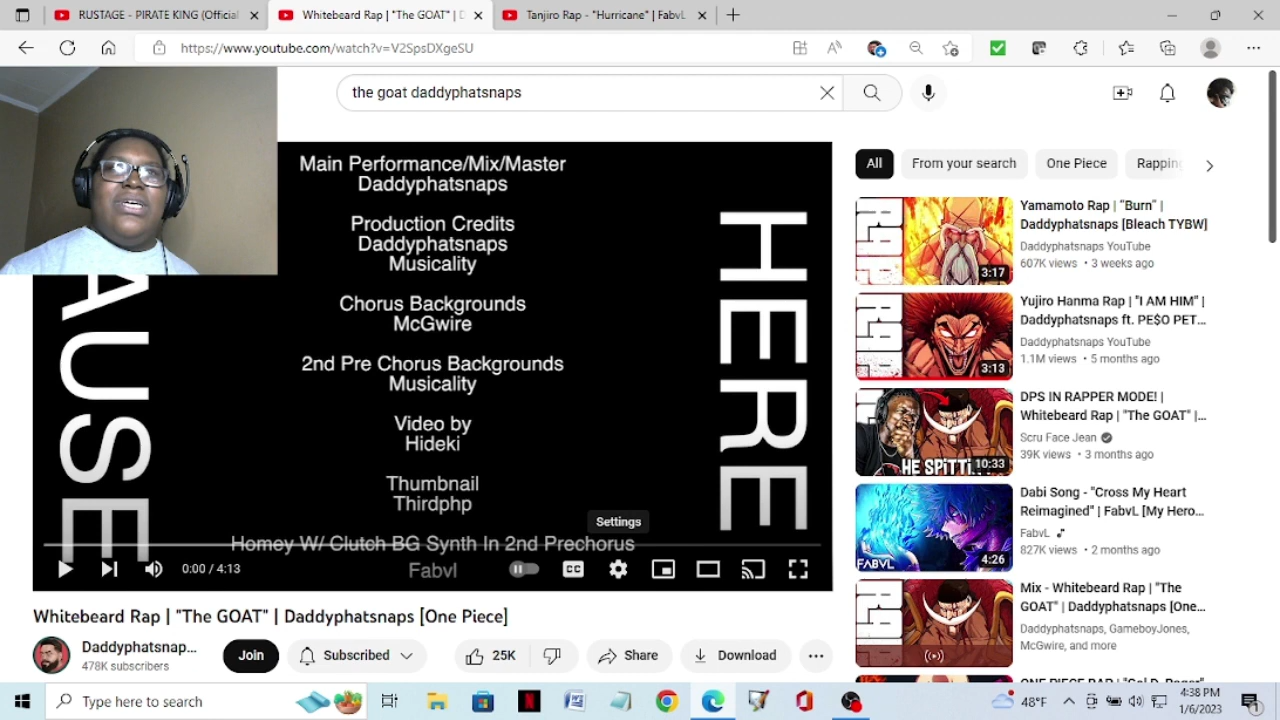 RUSTAGE - PIRATE KING (Official
Whitebeard Rap | "The GOAT" | D
Tanjiro Rap - "Hurricane" | FabvL
https://www.youtube.com/watch?v=V2SpsDXgeSU
the goat daddyphatsnaps
Main Performance/Mix/Master
Daddyphatsnaps
Production Credits
Daddyphatsnaps
Musicality
Chorus Backgrounds
McGwire
2nd Pre Chorus Backgrounds
Musicality
Video by
Hideki
Thumbnail
Thirdphp
Homey W/ Clutch BG Synth In 2nd Prechorus
Fabvl
AUSE
HERE
Settings
0:00 / 4:13
CC
Whitebeard Rap | "The GOAT" | Daddyphatsnaps [One Piece]
Daddyphatsnap...
478K subscribers
Join
Subscribed
25K
Share
Download
All
From your search
One Piece
Rapping
RAP
3:17
Yamamoto Rap | "Burn" |
Daddyphatsnaps [Bleach TYBW]
Daddyphatsnaps YouTube
607K views • 3 weeks ago
RAP
3:13
Yujiro Hanma Rap | "I AM HIM" |
Daddyphatsnaps ft. PE$O PET...
Daddyphatsnaps YouTube
1.1M views • 5 months ago
HE SPITTIN
10:33
DPS IN RAPPER MODE! |
Whitebeard Rap | "The GOAT" |...
Scru Face Jean
39K views • 3 months ago
FABVL
4:26
Dabi Song - "Cross My Heart
Reimagined" | FabvL [My Hero...
FabvL
827K views • 2 months ago
RAP
Mix - Whitebeard Rap | "The
GOAT" | Daddyphatsnaps [One...
Daddyphatsnaps, GameboyJones,
McGwire, and more
Type here to search
48°F
4:38 PM
1/6/2023
1